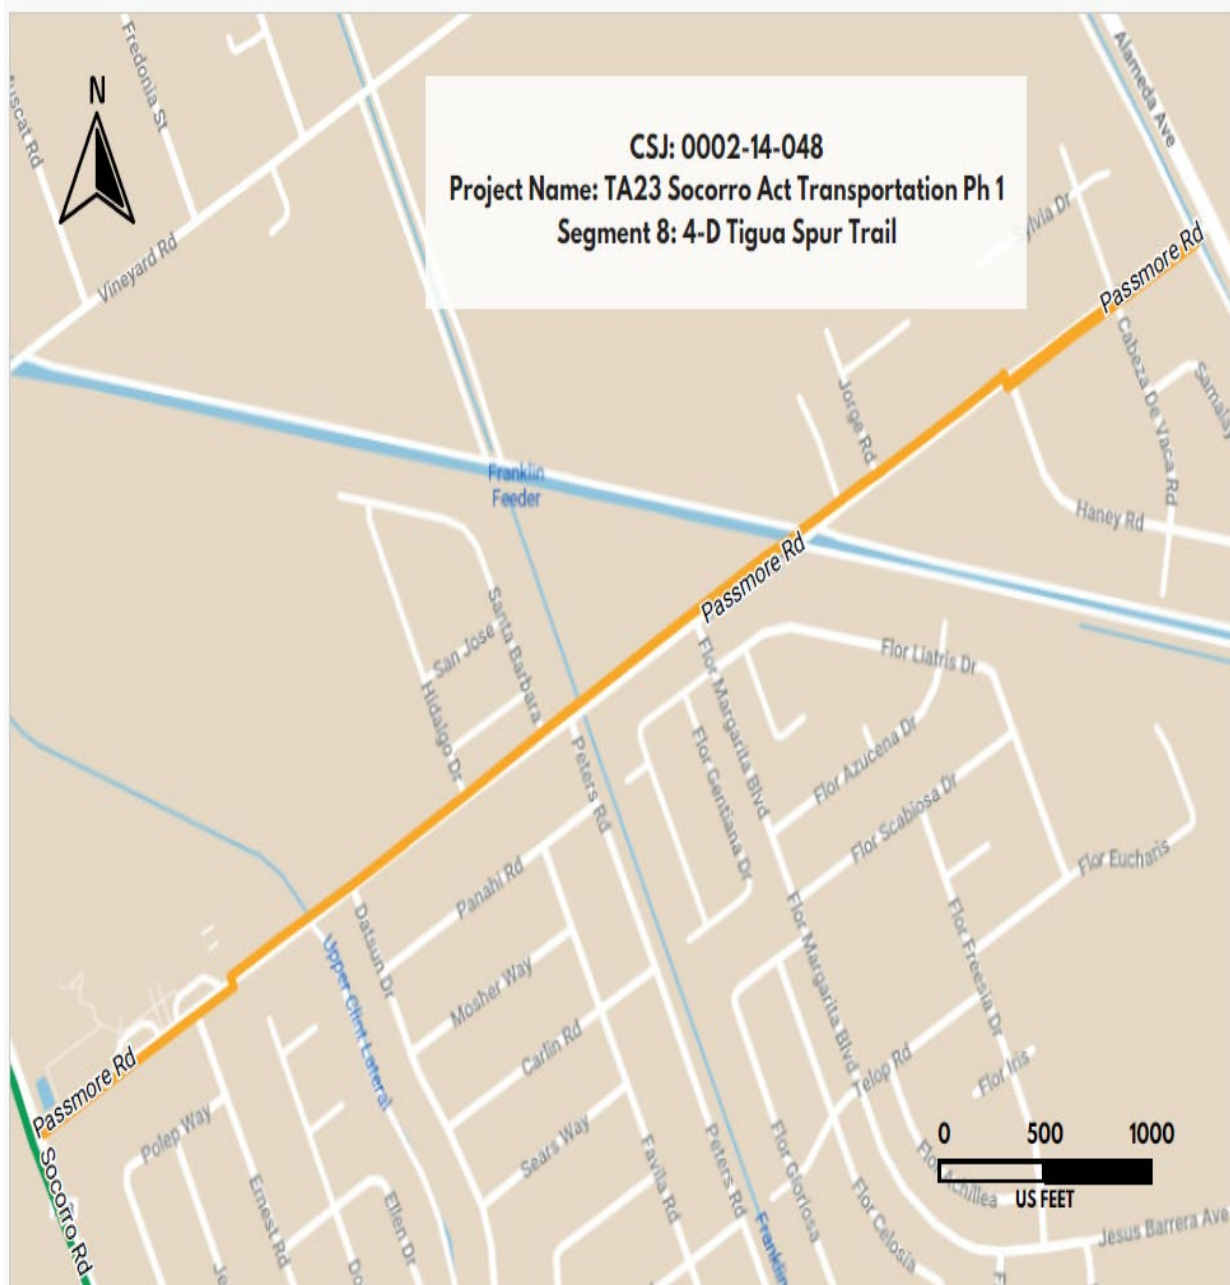 Fredonia St
Alameda Ave
N
CSJ: 0002-14-048
Project Name: TA23 Socorro Act Transportation Ph 1
Segment 8: 4-D Tigua Spur Trail
Vineyard Rd
Passmore Rd
Cabeza De Vaca Rd
Jorge Rd
Haney Rd
Franklin
Feeder
Passmore Rd
Santa Barbara
San Jose
Hidalgo Dr
Flor Margarita Blvd
Flor Liatris Dr
Peters Rd
Flor Gentiana Dr
Flor Azucena Dr
Flor Scabiosa Dr
Flor Eucharis
Panahi Rd
Datsun Dr
Flor Margarita Blvd
Flor Freesia Dr
Upper Clint Lateral
Mosher Way
Carlin Rd
Passmore Rd
Telop Rd
Flor Iris
Polep Way
Sears Way
Socorro Rd
Ernest Rd
Ellen Dr
Favila Rd
Peters Rd
Flor Gloriosa
Flor Celosia
Flor Achillea
Franklin
0 500 1000
US FEET
Jesus Barrera Ave